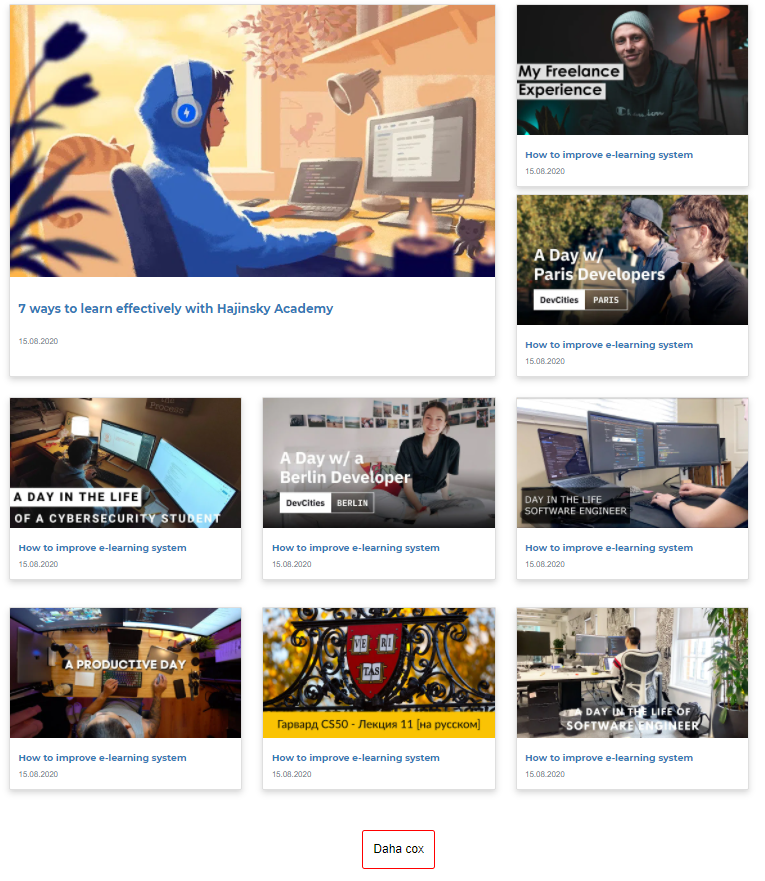 My Freelance
Experience
How to improve e-learning system
15.08.2020
7 ways to learn effectively with Hajinsky Academy
15.08.2020
A Day w/
Paris Developers
DevCities PARIS
How to improve e-learning system
15.08.2020
A DAY IN THE LIFE
OF A CYBERSECURITY STUDENT
How to improve e-learning system
15.08.2020
A Day w/ a
Berlin Developer
DevCities BERLIN
How to improve e-learning system
15.08.2020
DAY IN THE LIFE
SOFTWARE ENGINEER
How to improve e-learning system
15.08.2020
A PRODUCTIVE DAY
How to improve e-learning system
15.08.2020
VE RI
TAS
Гарвард CS50 - Лекция 11 [на русском]
How to improve e-learning system
15.08.2020
A DAY IN THE LIFE OF
SOFTWARE ENGINEER
How to improve e-learning system
15.08.2020
Daha cox